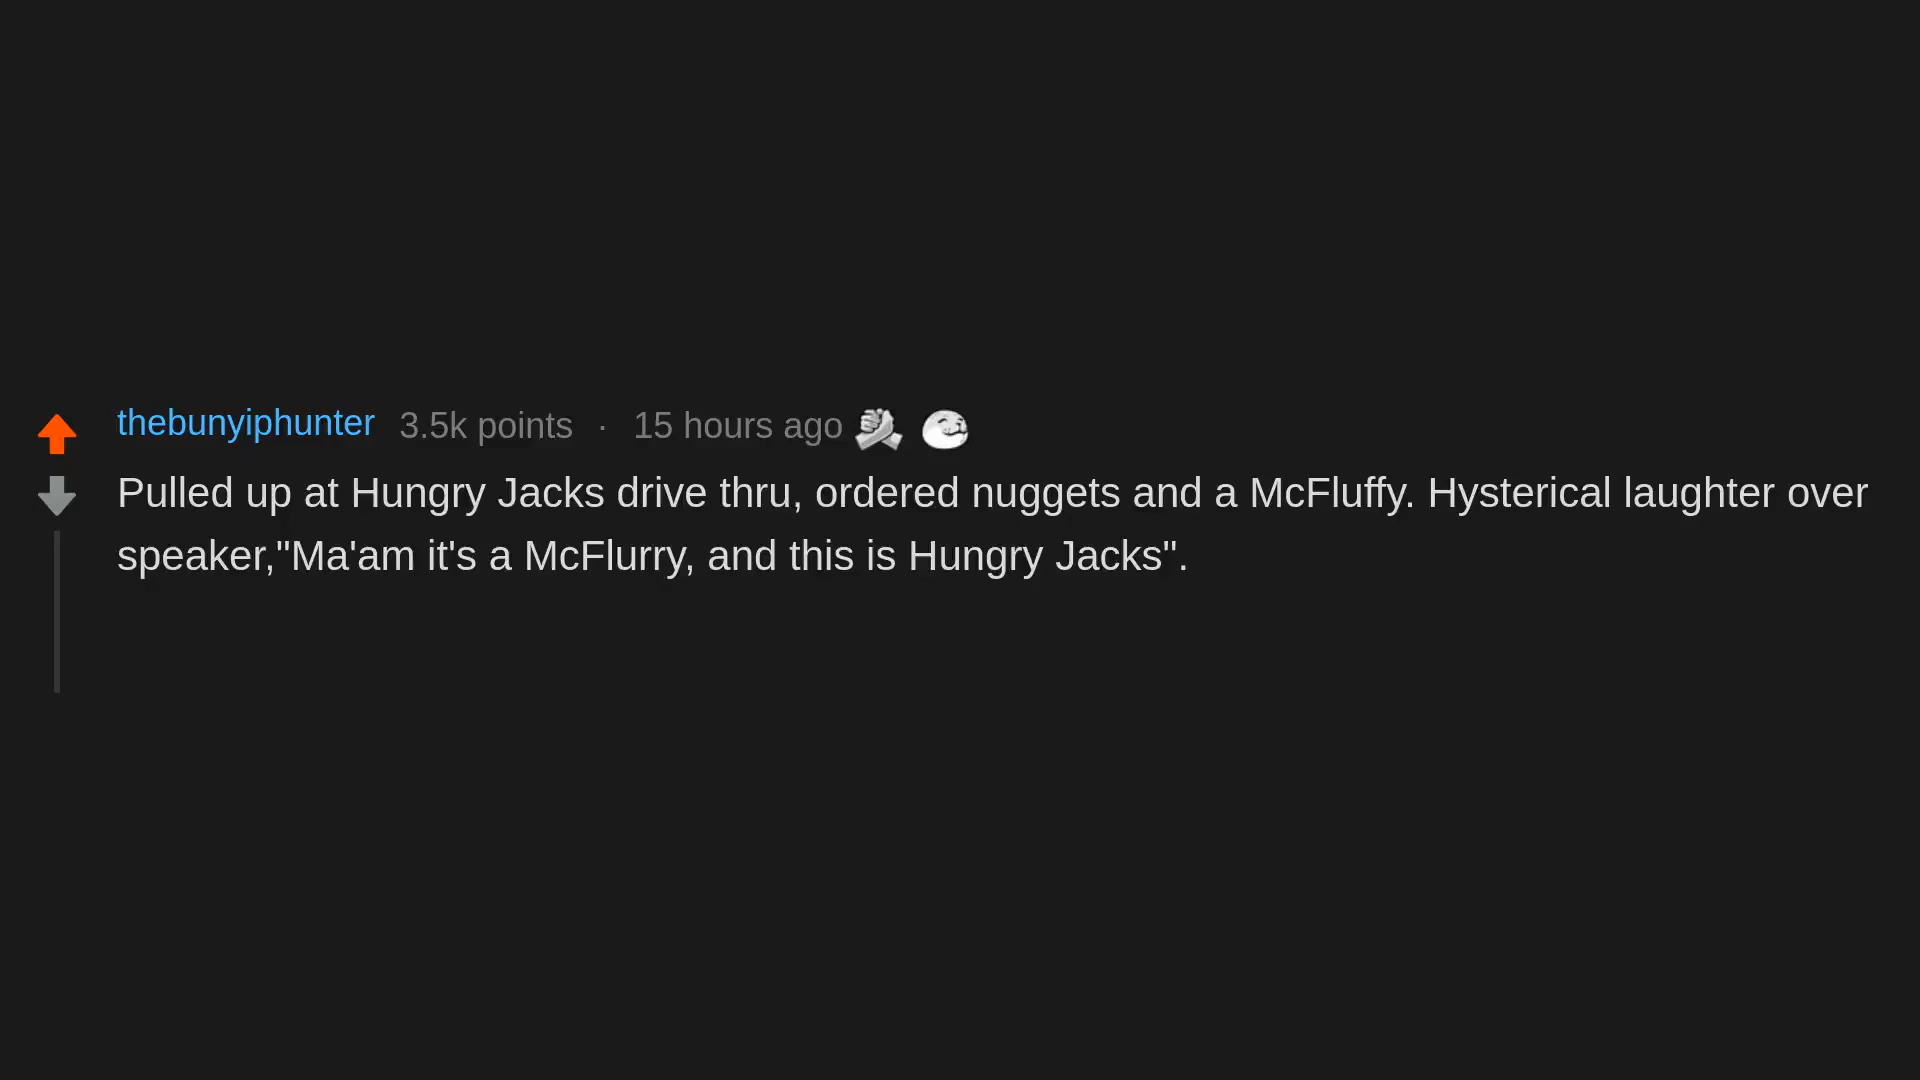 thebunyiphunter 3.5k points · 15 hours ago
Pulled up at Hungry Jacks drive thru, ordered nuggets and a McFluffy. Hysterical laughter over
speaker,"Ma'am it's a McFlurry, and this is Hungry Jacks".